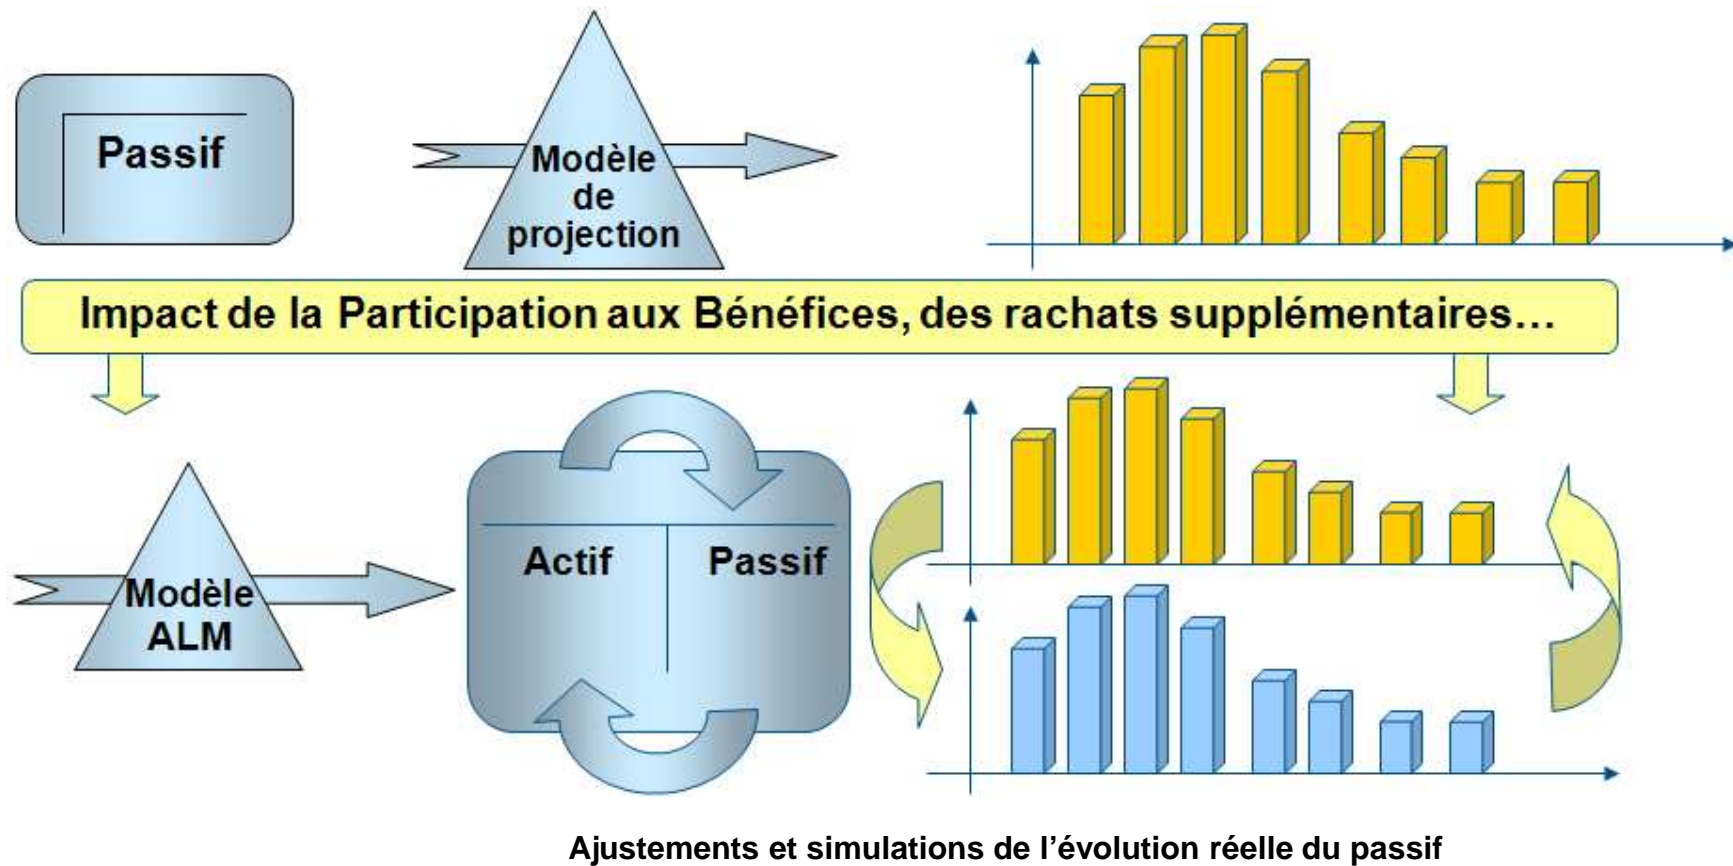 Passif
Modèle
de
projection
Impact de la Participation aux Bénéfices, des rachats supplémentaires…
Modèle
ALM
Actif
Passif
Ajustements et simulations de l’évolution réelle du passif